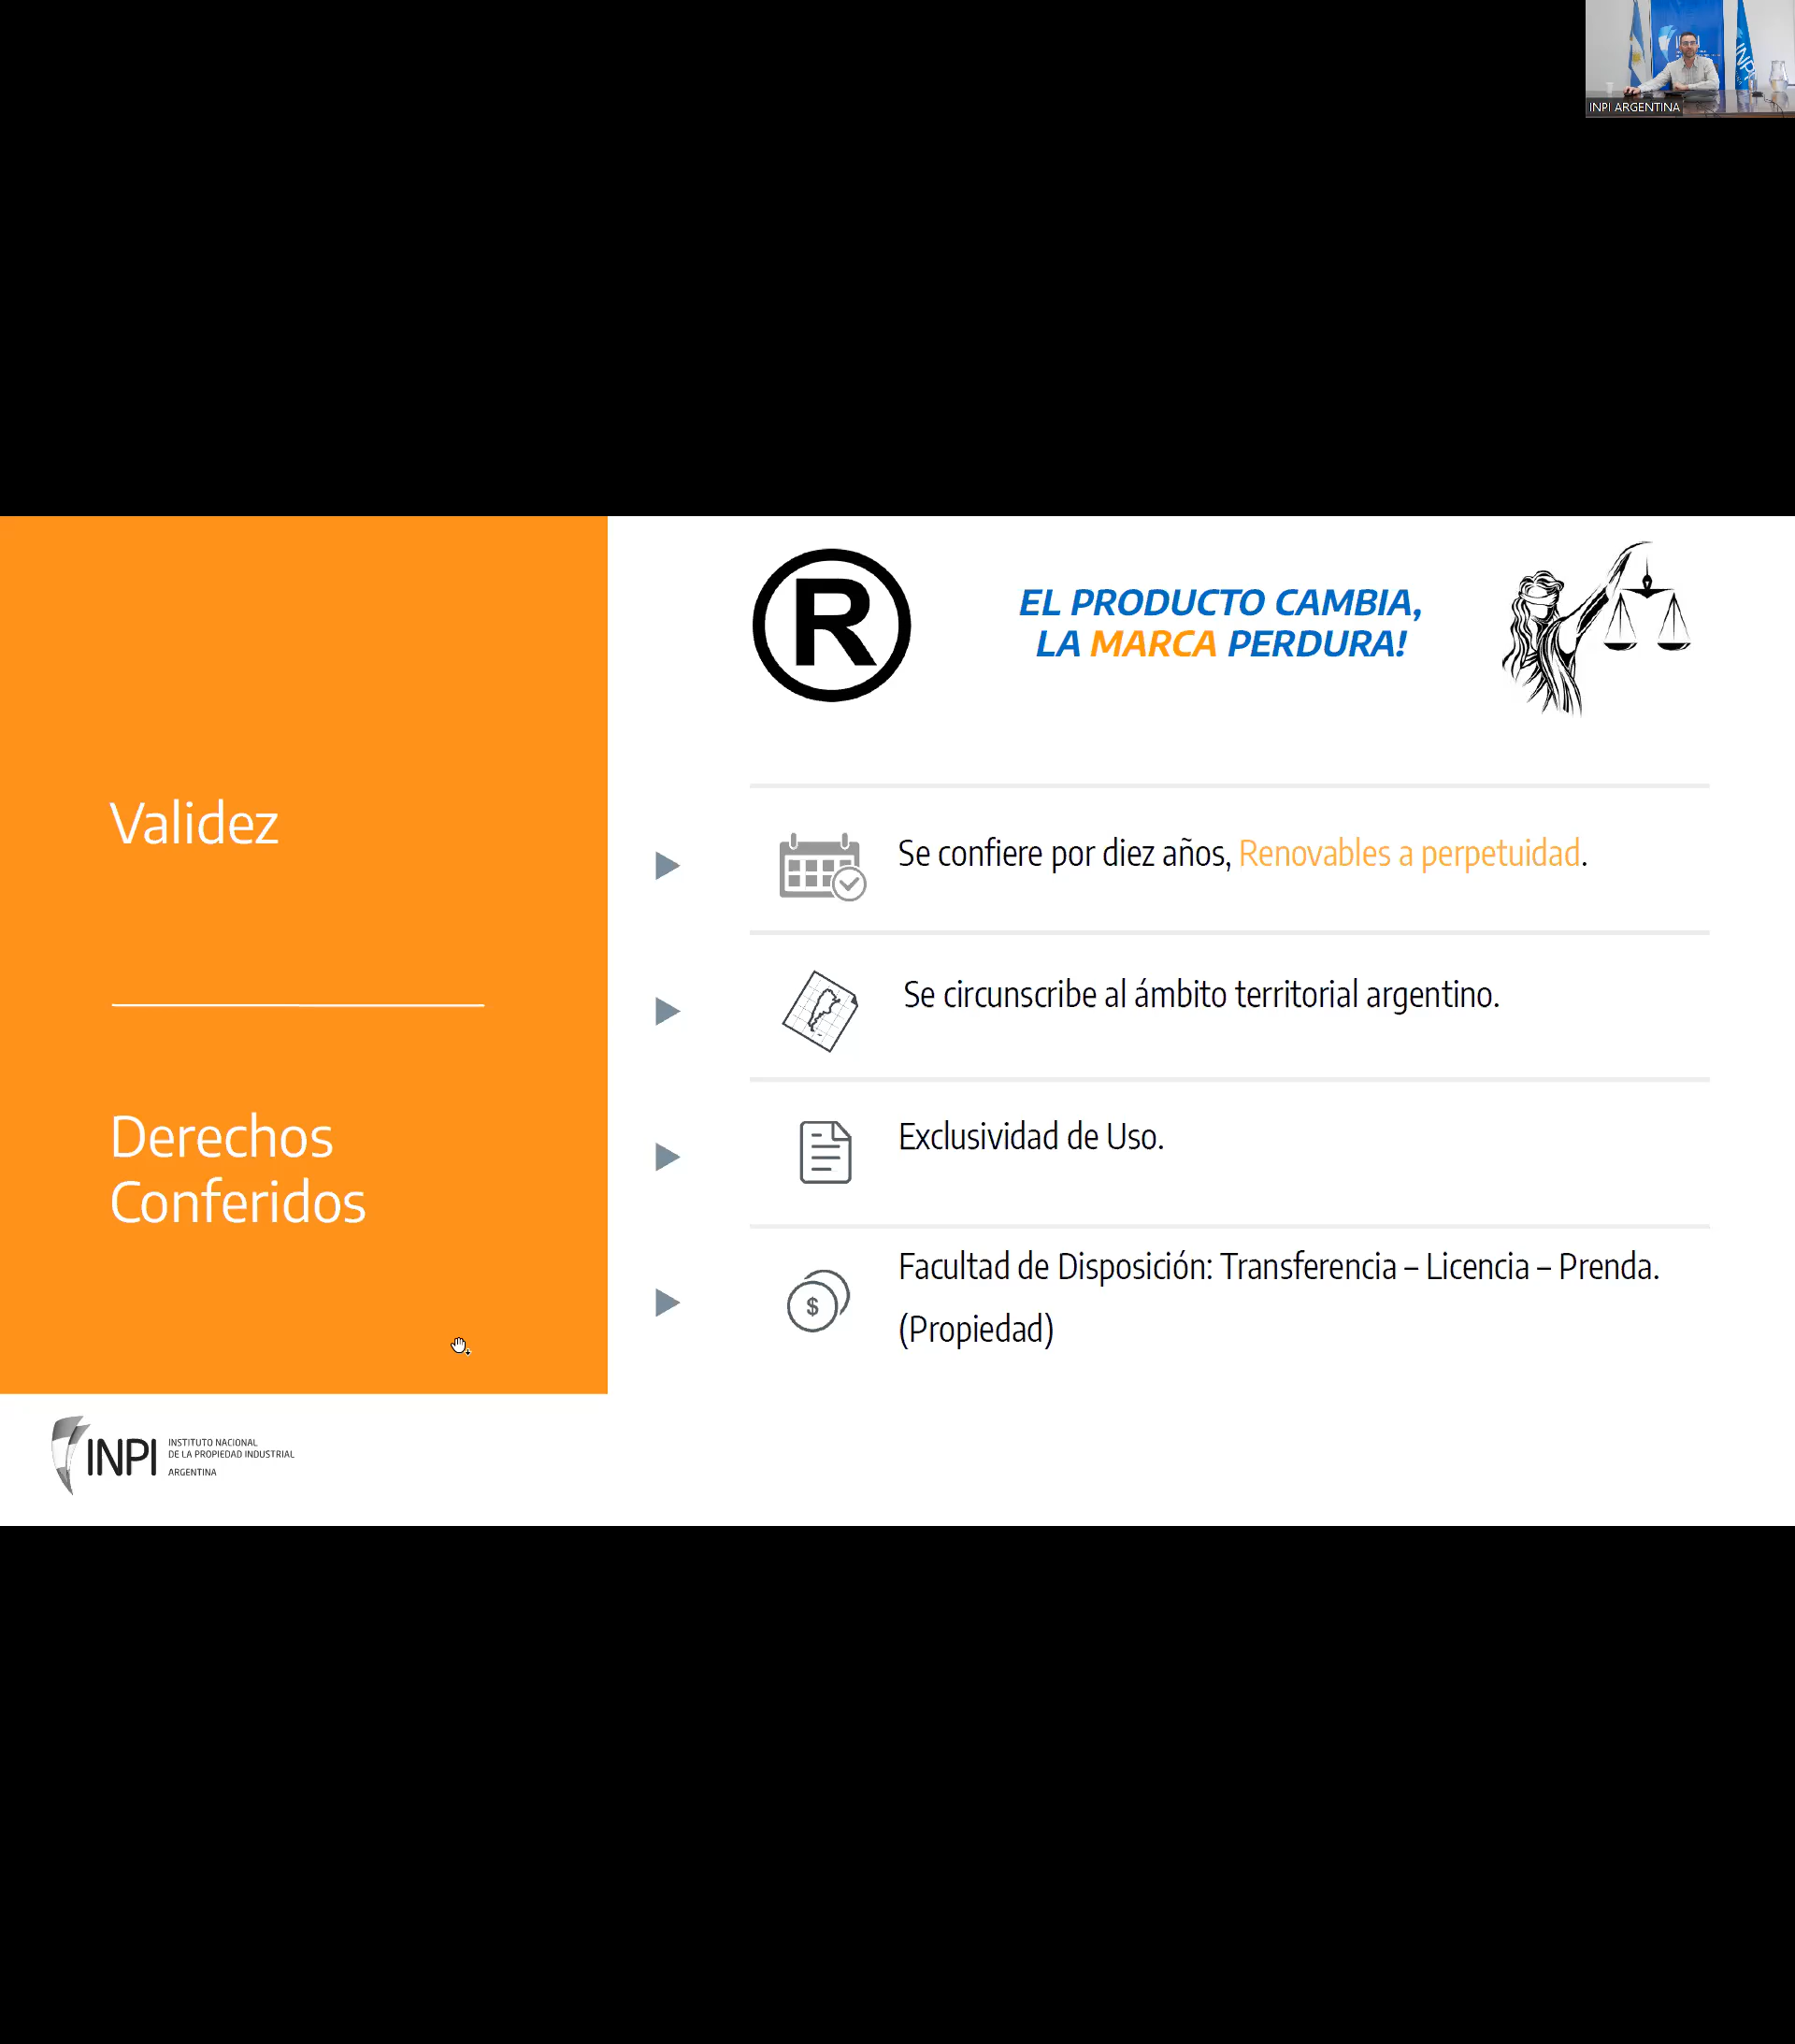 INPI
INPI
INPI ARGENTINA
R
EL PRODUCTO CAMBIA,
LA MARCA PERDURA!
Validez
Se confiere por diez años, Renovables a perpetuidad.
Se circunscribe al ámbito territorial argentino.
Derechos
Conferidos
Exclusividad de Uso.
Facultad de Disposición: Transferencia – Licencia – Prenda.
(Propiedad)
$
INPI
INSTITUTO NACIONAL
DE LA PROPIEDAD INDUSTRIAL
ARGENTINA